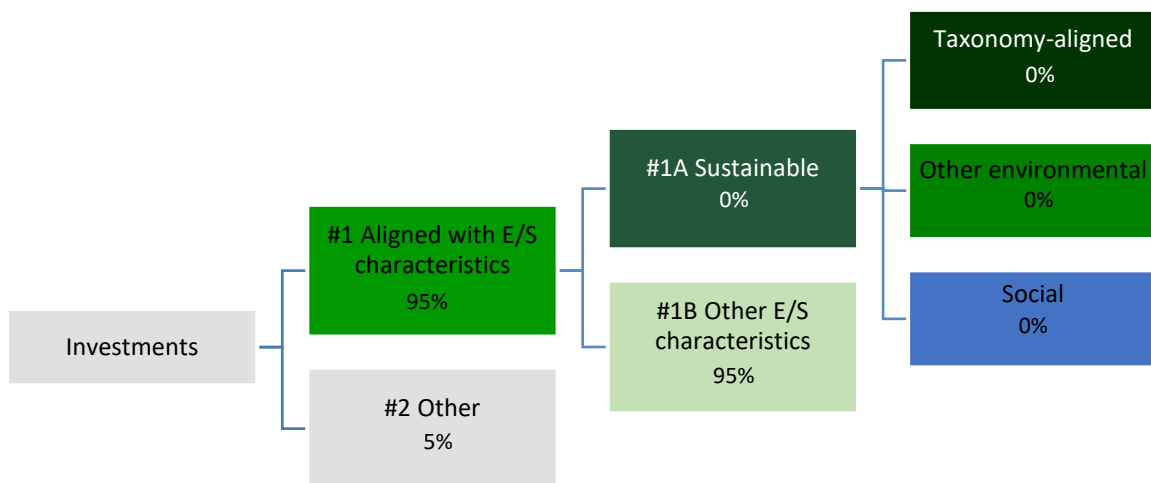 Investments
#1 Aligned with E/S
characteristics
95%
#2 Other
5%
#1A Sustainable
0%
#1B Other E/S
characteristics
95%
Taxonomy-aligned
0%
Other environmental
0%
Social
0%